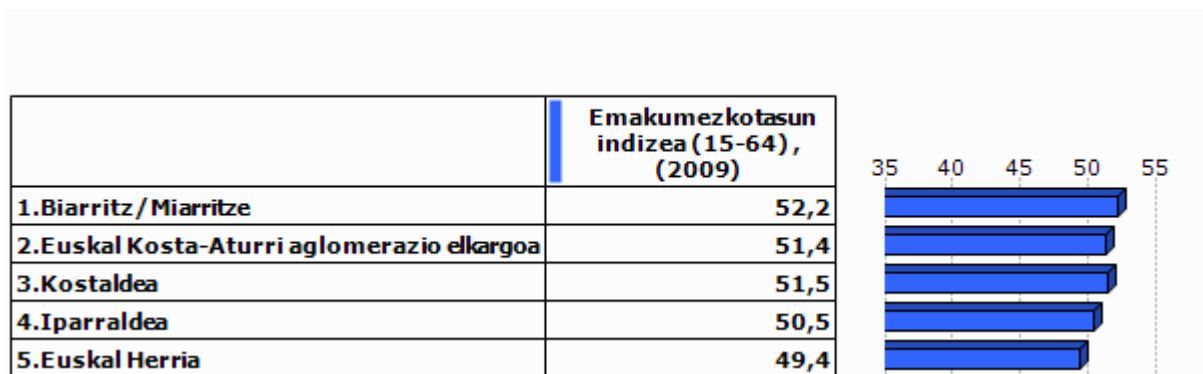 Emakumezkotasun
indizea (15-64) ,
(2009)
35 40 45 50 55
1.Biarritz / Miarritze 52,2
2.Euskal Kosta-Aturri aglomerazio elkargoa 51,4
3.Kostaldea 51,5
4.Iparraldea 50,5
5.Euskal Herria 49,4